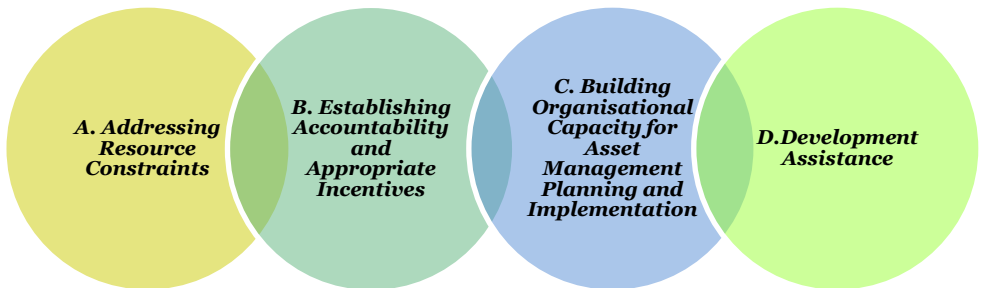 A. Addressing
Resource
Constraints
B. Establishing
Accountability
and
Appropriate
Incentives
C. Building
Organisational
Capacity for
Asset
Management
Planning and
Implementation
D.Development
Assistance